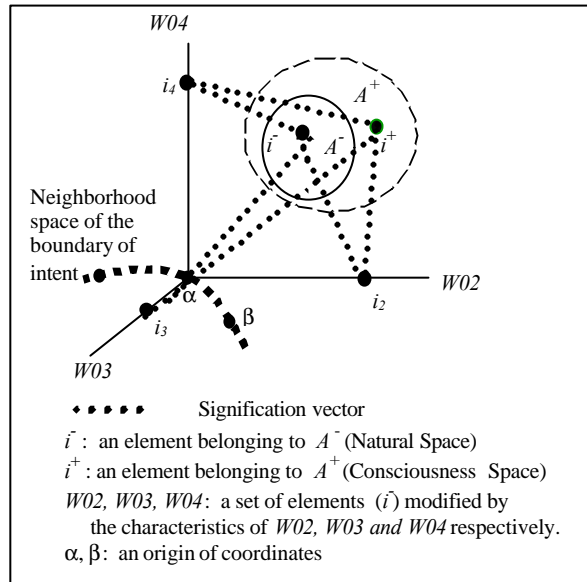 W04
i4
A+
i-
A-
i+
Neighborhood
space of the
boundary of
intent
α
W02
i2
i3
β
W03
Signification vector
i- : an element belonging to A- (Natural Space)
i+ : an element belonging to A+ (Consciousness Space)
W02, W03, W04 : a set of elements (i-) modified by
the characteristics of W02, W03 and W04 respectively.
α, β : an origin of coordinates